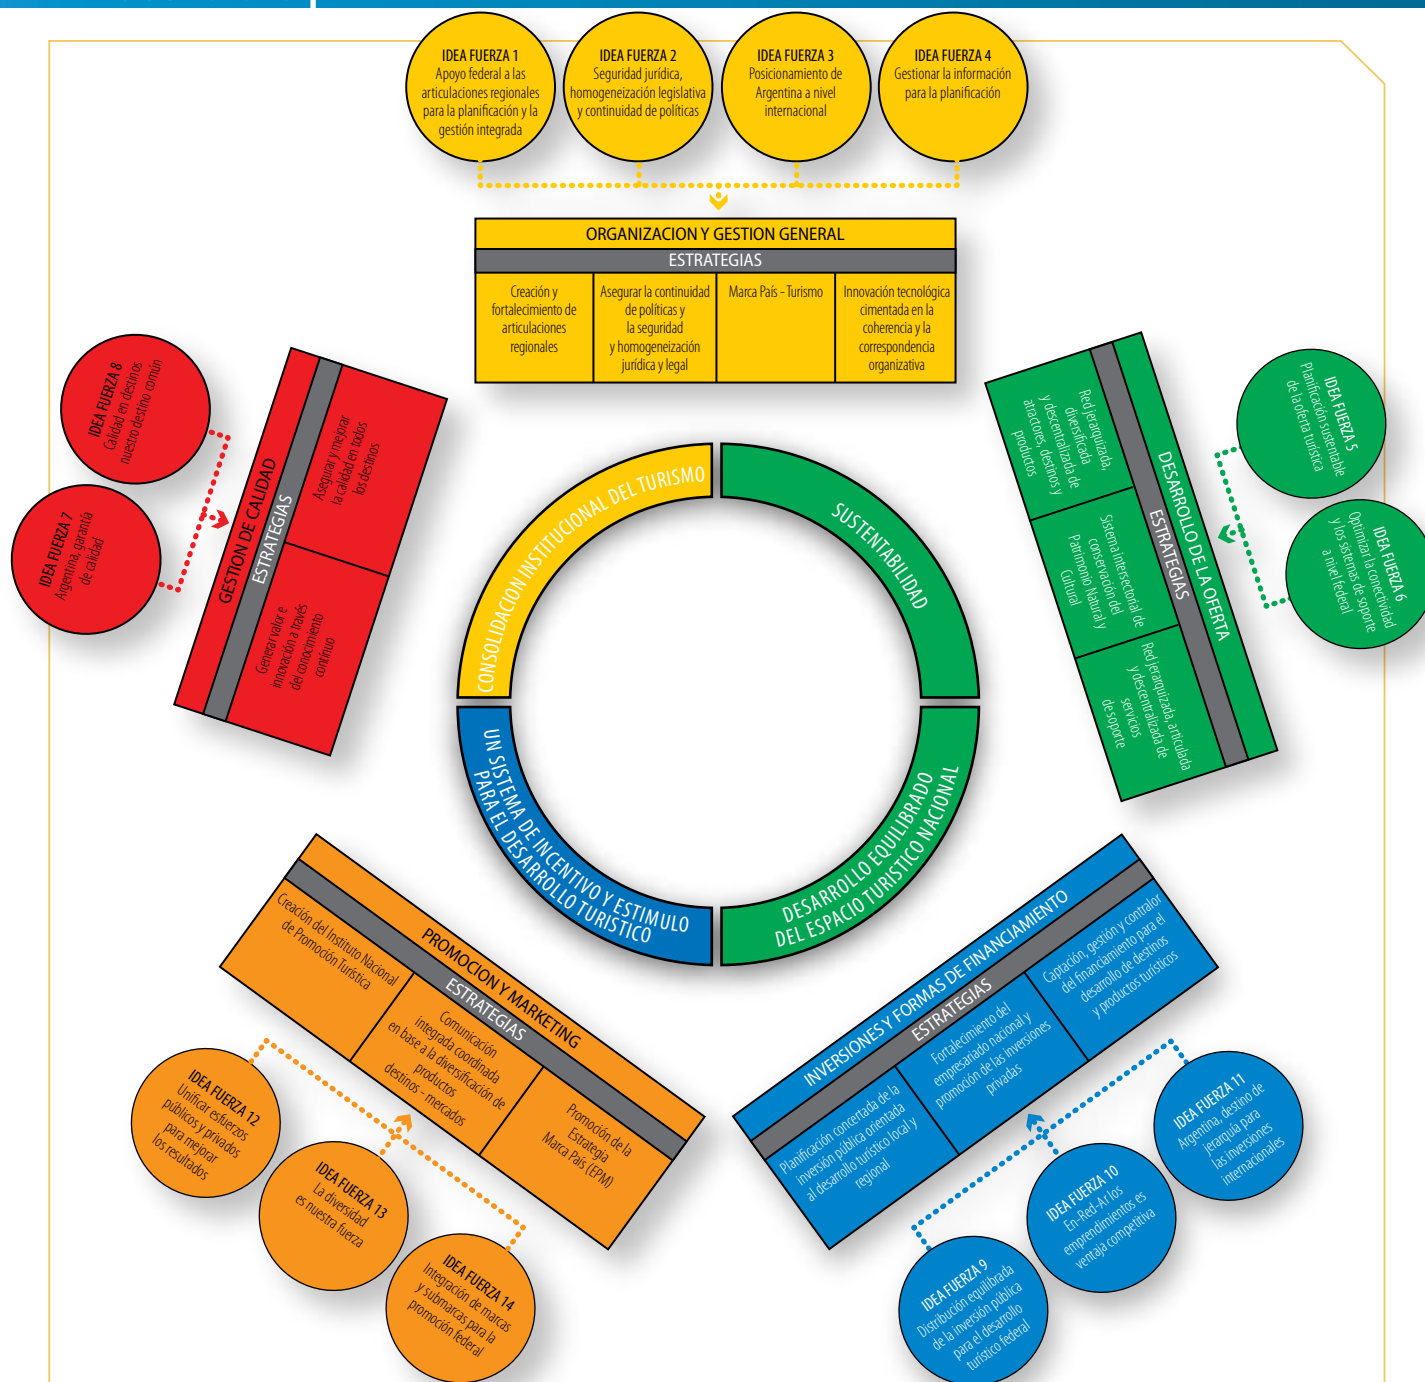 IDEA FUERZA 1
Apoyo federal a las
articulaciones regionales
para la planificación y la
gestión integrada
IDEA FUERZA 2
Seguridad jurídica,
homogeneización legislativa
y continuidad de políticas
IDEA FUERZA 3
Posicionamiento de
Argentina a nivel
internacional
IDEA FUERZA 4
Gestionar la información
para la planificación
ORGANIZACION Y GESTION GENERAL
ESTRATEGIAS
Creación y
fortalecimiento de
articulaciones
regionales
Asegurar la continuidad
de políticas y
la seguridad
y homogeneización
jurídica y legal
Marca País - Turismo
Innovación tecnológica
cimentada en la
coherencia y la
correspondencia
organizativa
IDEA FUERZA 8
Calidad en destinos
nuestro destino común
IDEA FUERZA 7
Argentina, garantía
de calidad
GESTION DE CALIDAD
ESTRATEGIAS
Asegurar y mejorar
la calidad en todos
los destinos
Generar valor e
innovación a través
del conocimiento
contínuo
DESARROLLO DE LA OFERTA
ESTRATEGIAS
Red jerarquizada,
diversificada
y descentralizada de
atractores, destinos y
productos
Sistema intersectorial de
conservación del
Patrimonio Natural y
Cultural
Red jerarquizada, articulada
y descentralizada de
servicios
de soporte
IDEA FUERZA 5
Planificación sustentable
de la oferta turística
IDEA FUERZA 6
Optimizar la conectividad
y los sistemas de soporte
a nivel federal
CONSOLIDACION INSTITUCIONAL DEL TURISMO
SUSTENTABILIDAD
UN SISTEMA DE INCENTIVO Y ESTIMULO
PARA EL DESARROLLO TURISTICO
DESARROLLO EQUILIBRADO
DEL ESPACIO TURISTICO NACIONAL
PROMOCION Y MARKETING
ESTRATEGIAS
Creación del Instituto Nacional
de Promoción Turística
Comunicación
integrada coordinada
en base a la diversificación de
productos
destinos - mercados
Promoción de la
Estrategia
Marca País (EPM)
IDEA FUERZA 12
Unificar esfuerzos
públicos y privados
para mejorar
los resultados
IDEA FUERZA 13
La diversidad
es nuestra fuerza
IDEA FUERZA 14
Integración de marcas
y submarcas para la
promoción federal
INVERSIONES Y FORMAS DE FINANCIAMIENTO
ESTRATEGIAS
Planificación concertada de la
inversión pública orientada
al desarrollo turístico local y
regional
Fortalecimiento del
empresariado nacional y
promoción de las inversiones
privadas
Captación, gestión y contralor
del financiamiento para el
desarrollo de destinos
y productos turísticos
IDEA FUERZA 9
Distribución equilibrada
de la inversión pública
para el desarrollo
turístico federal
IDEA FUERZA 10
En-Red-Ar los
emprendimientos es
ventaja competitiva
IDEA FUERZA 11
Argentina, destino de
jerarquía para
las inversiones
internacionales